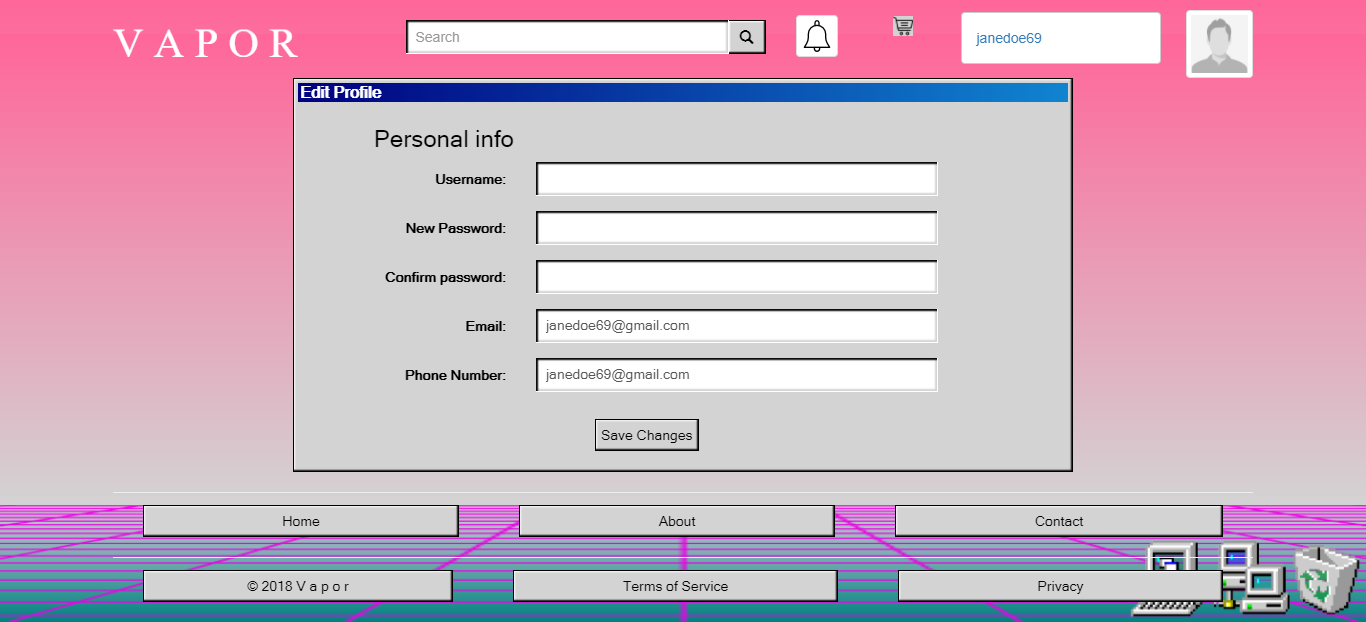 V A P O R
Search
janedoe69
Edit Profile
Personal info
Username:
New Password:
Confirm password:
Email: janedoe69@gmail.com
Phone Number: janedoe69@gmail.com
Save Changes
Home About Contact
© 2018 V a p o r Terms of Service Privacy